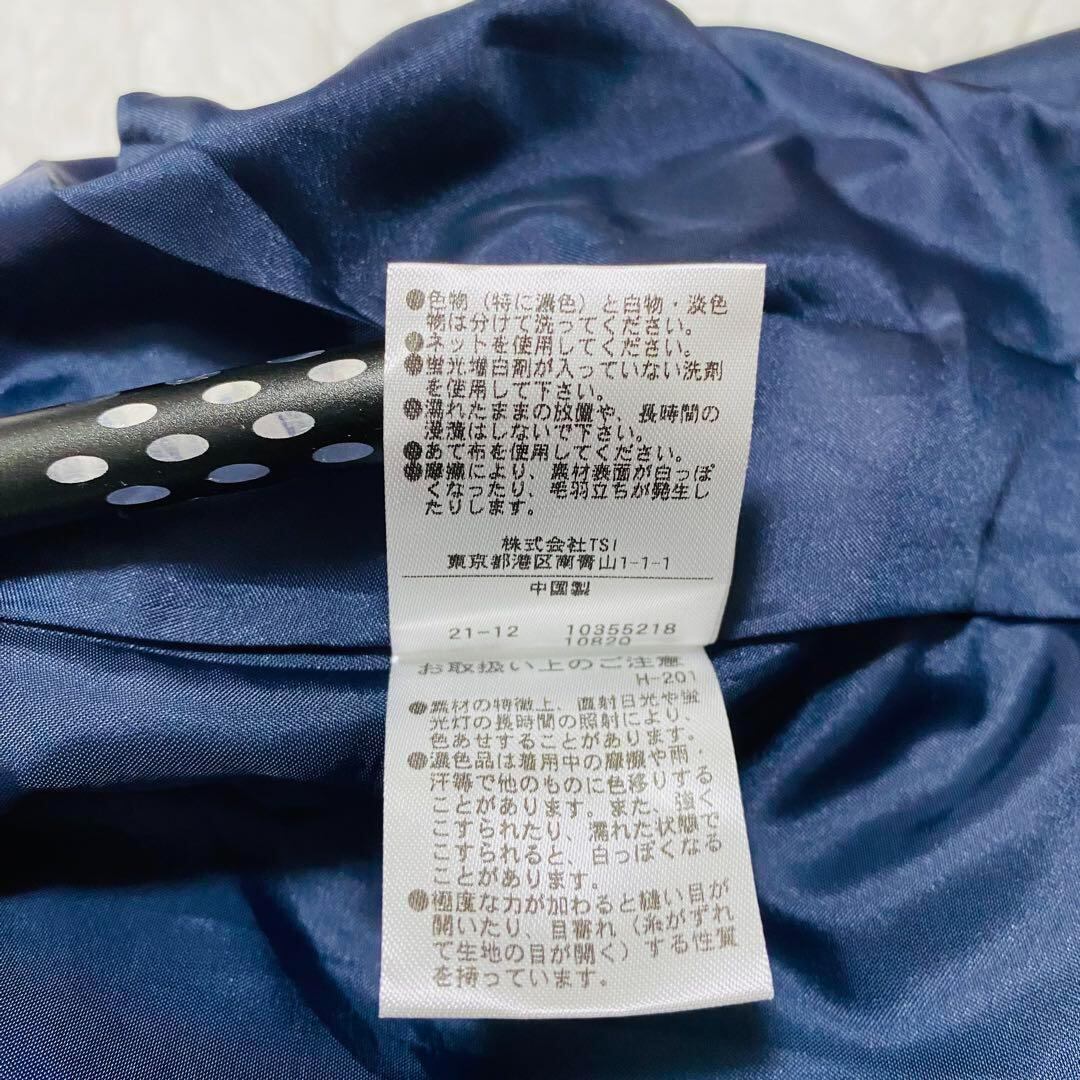 ●色物（特に濃色）と白物・淡色
物は分けて洗ってください。
●ネットを使用してください。
●蛍光増白剤が入っていない洗剤
を使用して下さい。
●濡れたままの放置や、長時間の
浸漬はしないで下さい。
●あて布を使用してください。
●摩擦により、素材表面が白っぽ
くなったり、毛羽立ちが発生し
たりします。
株式会社TSI
東京都港区南青山1-1-1
中国製
21-12 10355218
10820
お取扱い上のご注意
H-201
●素材の特徴上、直射日光や蛍
光灯の長時間の照射により、
色あせすることがあります。
●濃色品は着用中の摩擦や雨・
汗等で他のものに色移りする
ことがあります。また、強く
こすられたり、濡れた状態で
こすられると、白っぽくなる
ことがあります。
●極度な力が加わると縫い目が
開いたり、目寄れ（糸がずれ
て生地の目が開く）する性質
を持っています。